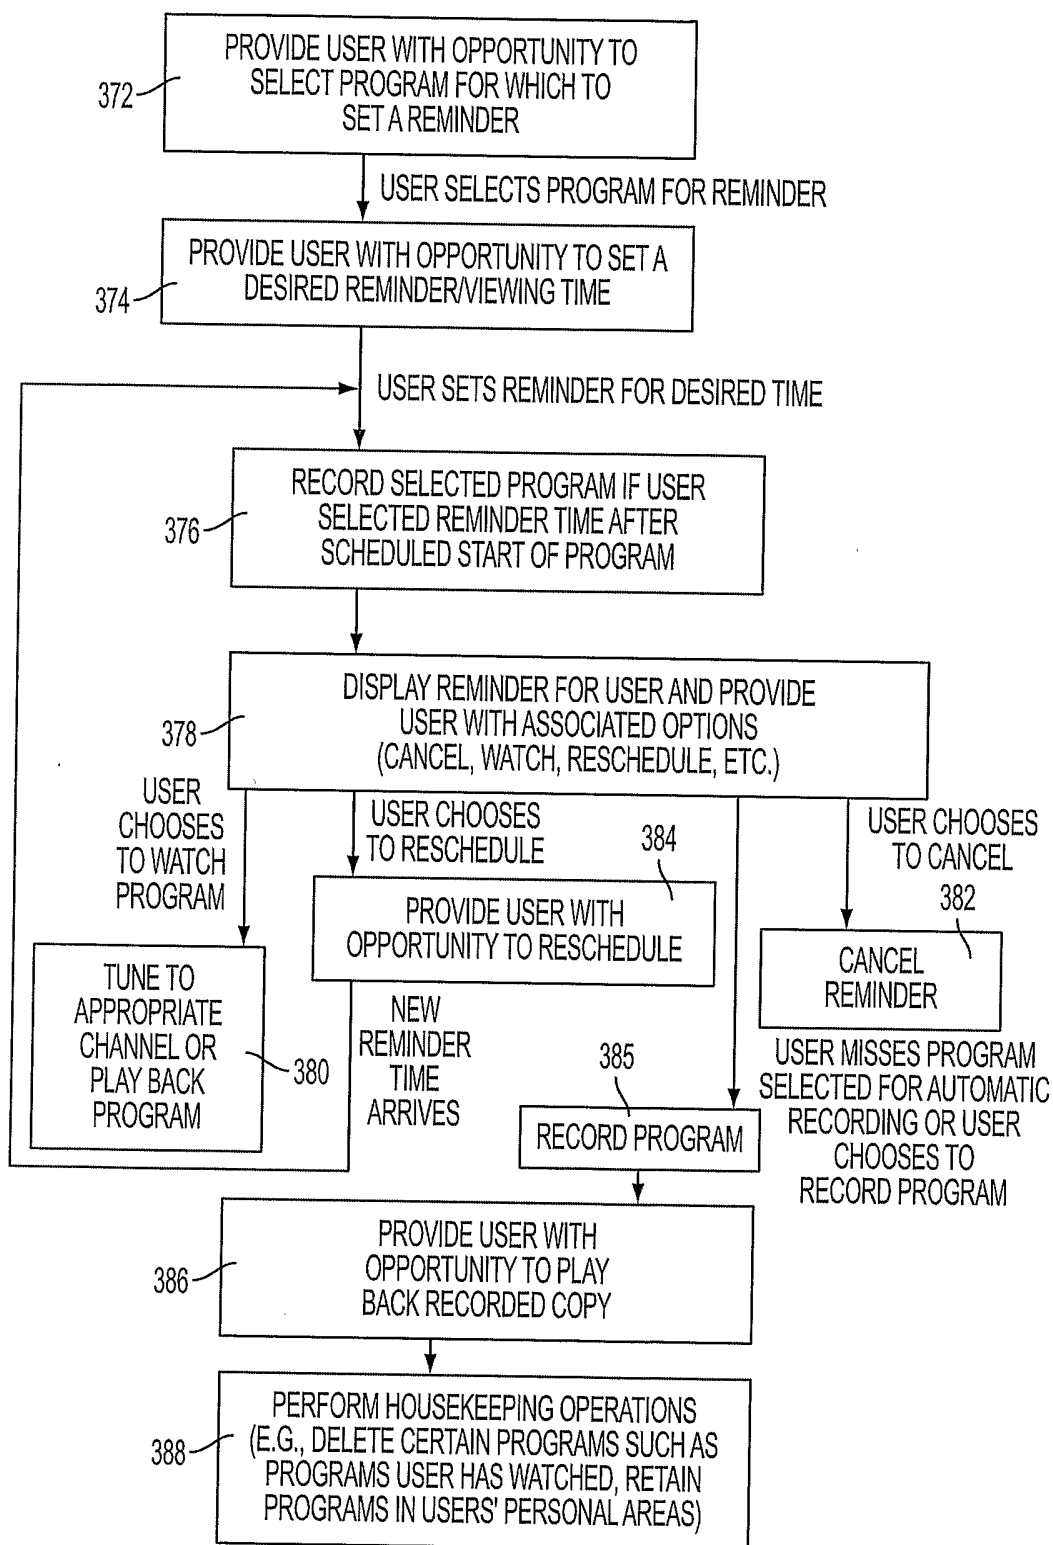 PROVIDE USER WITH OPPORTUNITY TO
SELECT PROGRAM FOR WHICH TO
SET A REMINDER
372
USER SELECTS PROGRAM FOR REMINDER
PROVIDE USER WITH OPPORTUNITY TO SET A
DESIRED REMINDER/VIEWING TIME
374
USER SETS REMINDER FOR DESIRED TIME
RECORD SELECTED PROGRAM IF USER
SELECTED REMINDER TIME AFTER
SCHEDULED START OF PROGRAM
376
DISPLAY REMINDER FOR USER AND PROVIDE
USER WITH ASSOCIATED OPTIONS
(CANCEL, WATCH, RESCHEDULE, ETC.)
378
USER
CHOOSES
TO WATCH
PROGRAM
USER CHOOSES
TO RESCHEDULE
384
USER CHOOSES
TO CANCEL
382
PROVIDE USER WITH
OPPORTUNITY TO RESCHEDULE
CANCEL
REMINDER
TUNE TO
APPROPRIATE
CHANNEL OR
PLAY BACK
PROGRAM
380
NEW
REMINDER
TIME
ARRIVES
385
RECORD PROGRAM
USER MISSES PROGRAM
SELECTED FOR AUTOMATIC
RECORDING OR USER
CHOOSES TO
RECORD PROGRAM
PROVIDE USER WITH
OPPORTUNITY TO PLAY
BACK RECORDED COPY
386
PERFORM HOUSEKEEPING OPERATIONS
(E.G., DELETE CERTAIN PROGRAMS SUCH AS
PROGRAMS USER HAS WATCHED, RETAIN
PROGRAMS IN USERS' PERSONAL AREAS)
388